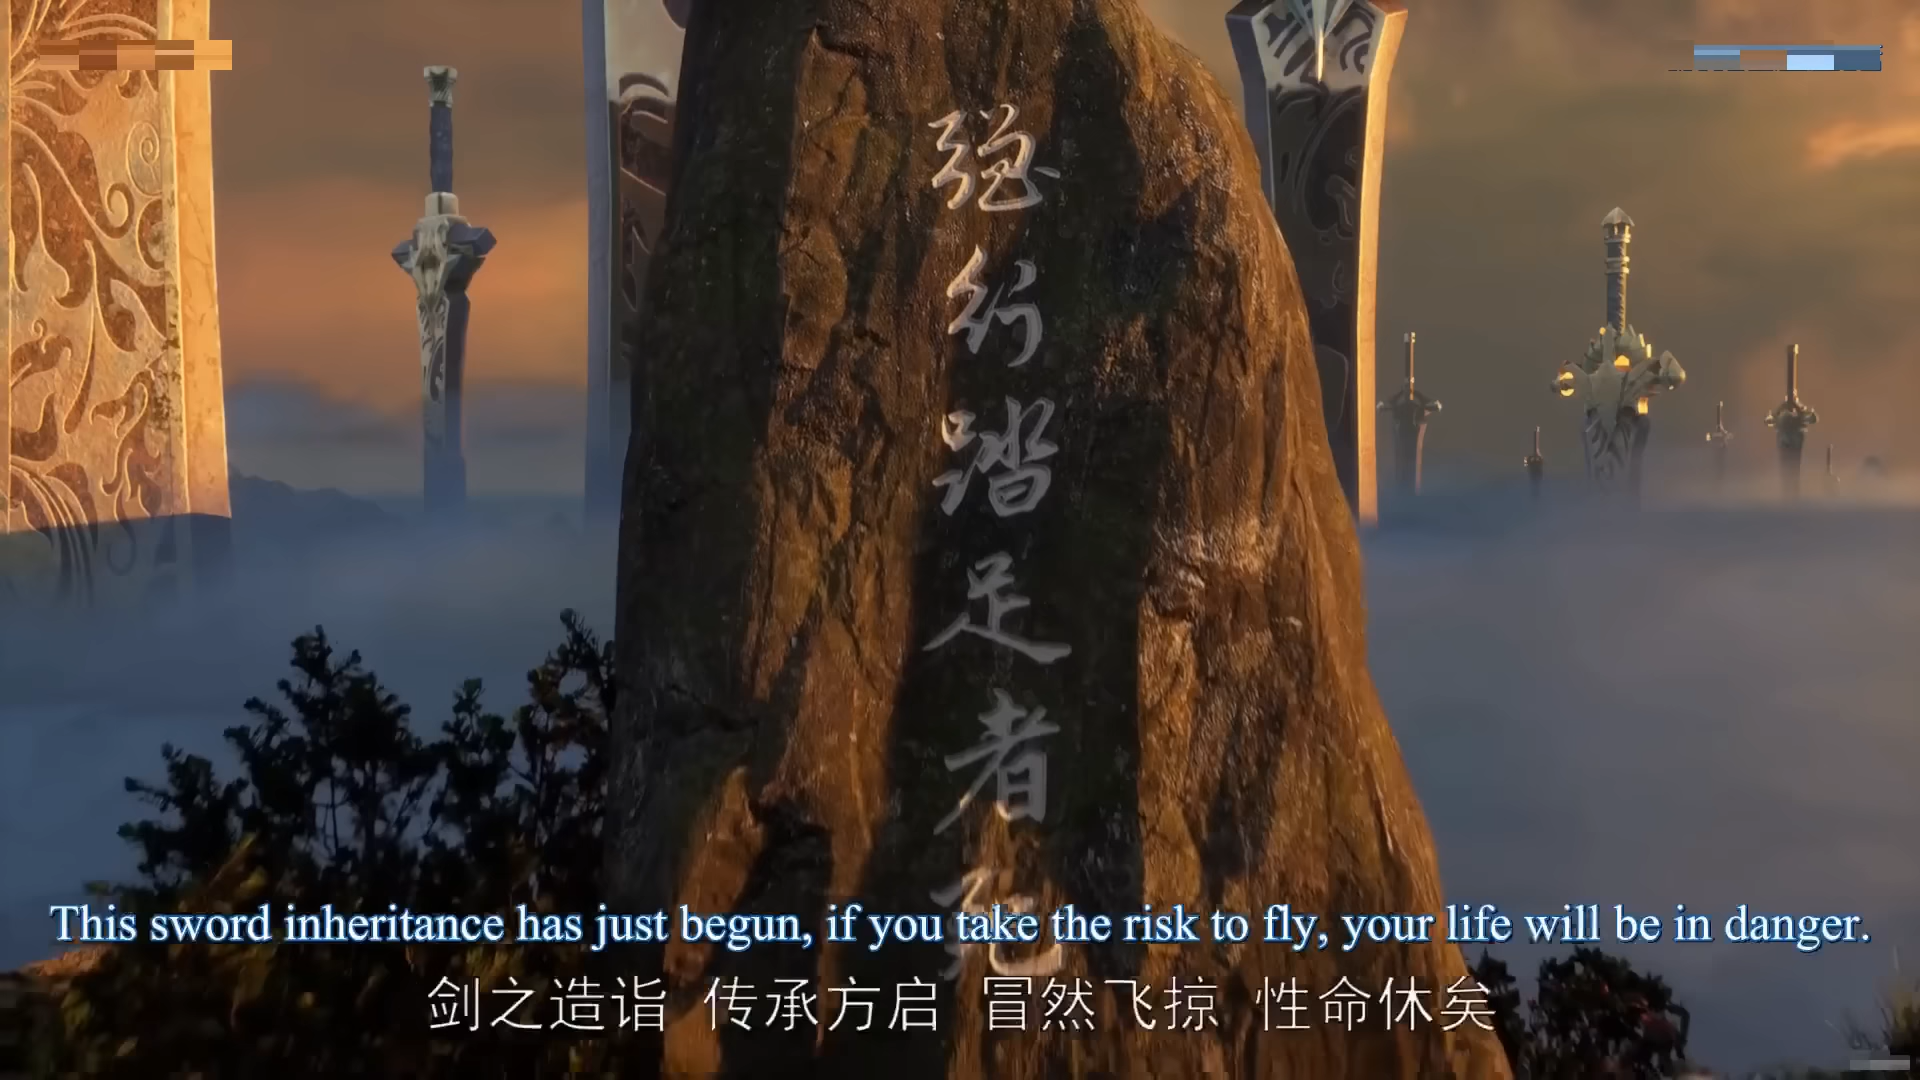 强行踏足者死
This sword inheritance has just begun, if you take the risk to fly, your life will be in danger.
剑之造诣 传承方启 冒然飞掠 性命休矣